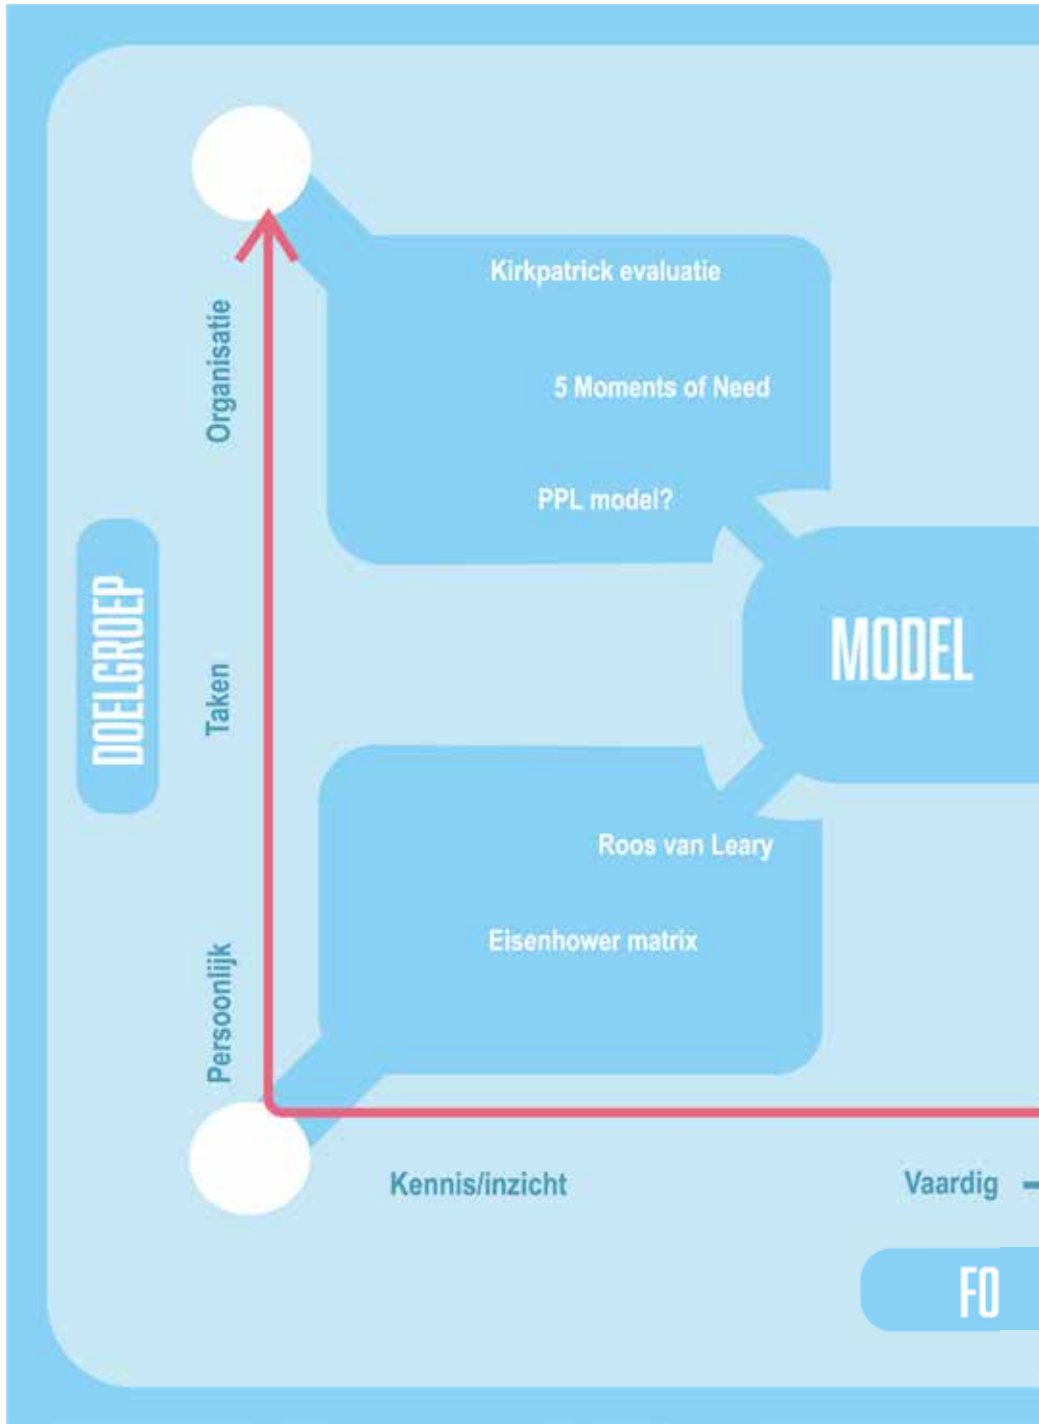 Kirkpatrick evaluatie
Organisatie
5 Moments of Need
PPL model?
DOELGROEP
Taken
MODEL
Roos van Leary
Eisenhower matrix
Persoonlijk
Kennis/inzicht
Vaardig –
FO